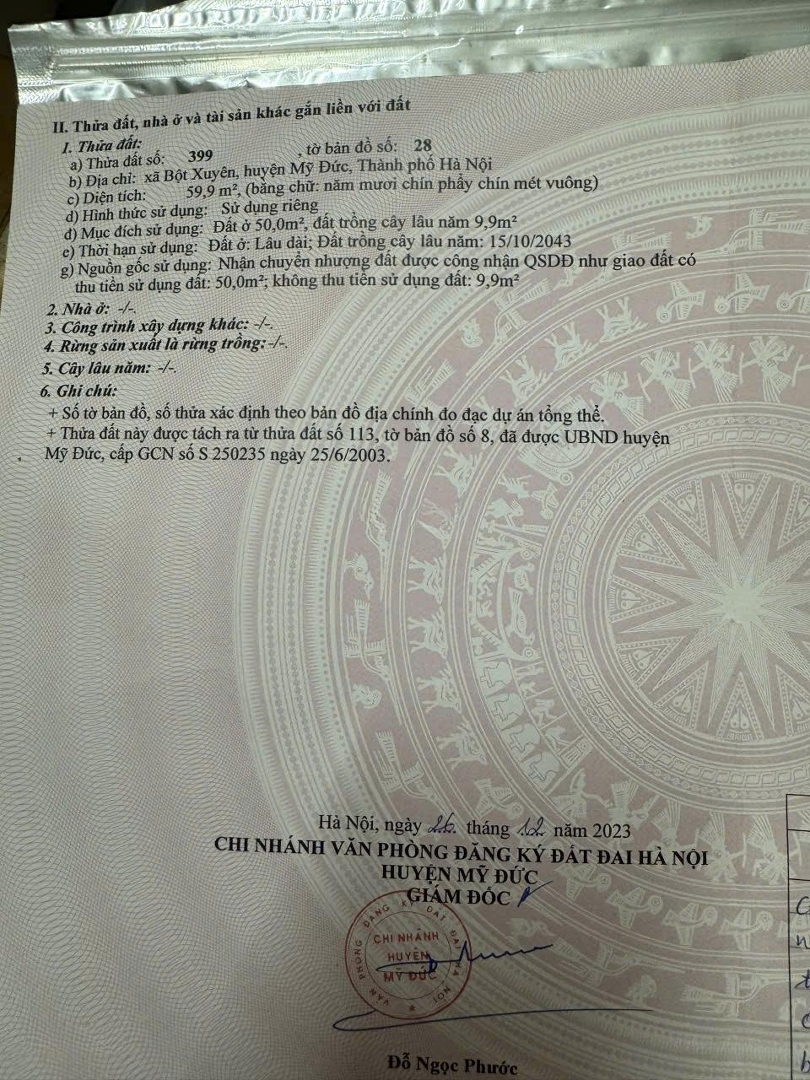 II. Thửa đất, nhà ở và tài sản khác gắn liền với đất
1. Thửa đất:
a) Thửa đất số: 399 , tờ bản đồ số: 28
b) Địa chỉ: xã Bột Xuyên, huyện Mỹ Đức, Thành phố Hà Nội
c) Diện tích: 59,9 m², (bằng chữ: năm mươi chín phẩy chín mét vuông)
d) Hình thức sử dụng: Sử dụng riêng
đ) Mục đích sử dụng: Đất ở 50,0m², đất trồng cây lâu năm 9,9m²
e) Thời hạn sử dụng: Đất ở: Lâu dài; Đất trồng cây lâu năm: 15/10/2043
g) Nguồn gốc sử dụng: Nhận chuyển nhượng đất được công nhận QSDĐ như giao đất có
thu tiền sử dụng đất: 50,0m²; không thu tiền sử dụng đất: 9,9m²
2. Nhà ở: -/-.
3. Công trình xây dựng khác: -/-.
4. Rừng sản xuất là rừng trồng: -/-.
5. Cây lâu năm: -/-.
6. Ghi chú:
+ Số tờ bản đồ, số thửa xác định theo bản đồ địa chính đo đạc dự án tổng thể.
+ Thửa đất này được tách ra từ thửa đất số 113, tờ bản đồ số 8, đã được UBND huyện
Mỹ Đức, cấp GCN số S 250235 ngày 25/6/2003.
Hà Nội, ngày 26 tháng 12 năm 2023
CHI NHÁNH VĂN PHÒNG ĐĂNG KÝ ĐẤT ĐAI HÀ NỘI
HUYỆN MỸ ĐỨC
GIÁM ĐỐC
VĂN PHÒNG ĐĂNG KÝ ĐẤT ĐAI HÀ NỘI
CHI NHÁNH
HUYỆN
MỸ ĐỨC
Đỗ Ngọc Phước